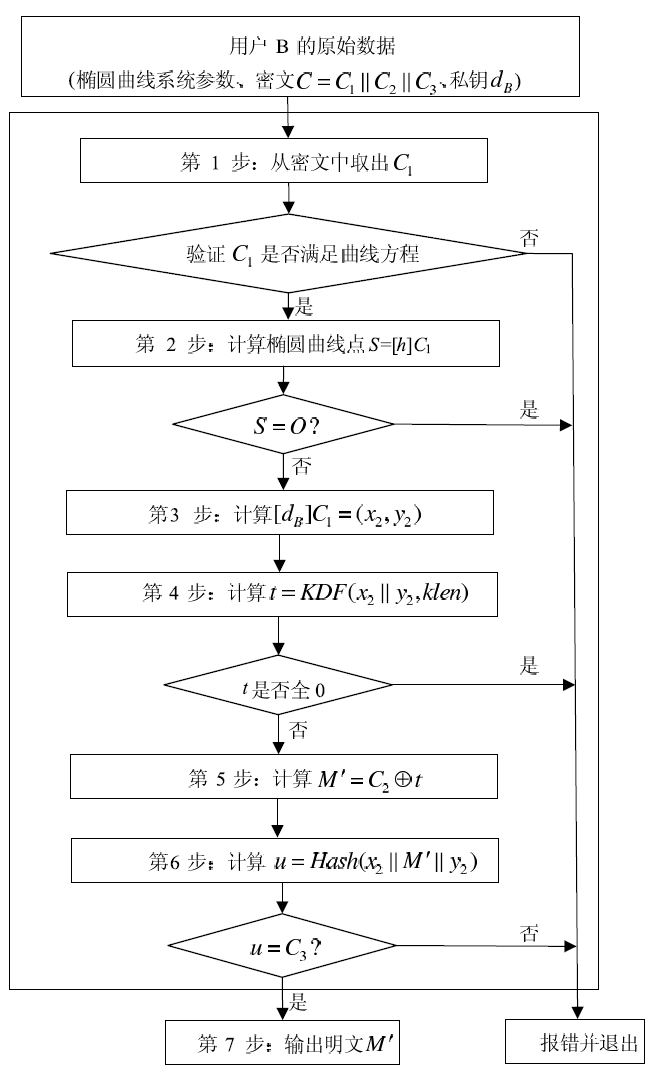 用户 B 的原始数据
(椭圆曲线系统参数、密文C=C₁||C₂||C₃、私钥d_B)
第 1 步：从密文中取出C₁
验证 C₁ 是否满足曲线方程
否
是
第 2 步：计算椭圆曲线点 S=[h]C₁
S=O?
是
否
第3 步：计算[d_B]C₁=(x₂,y₂)
第 4 步：计算t=KDF(x₂||y₂,klen)
t是否全 0
是
否
第 5 步：计算 M′=C₂⊕t
第6 步：计算 u=Hash(x₂||M′||y₂)
u=C₃?
否
是
第 7 步：输出明文M′
报错并退出